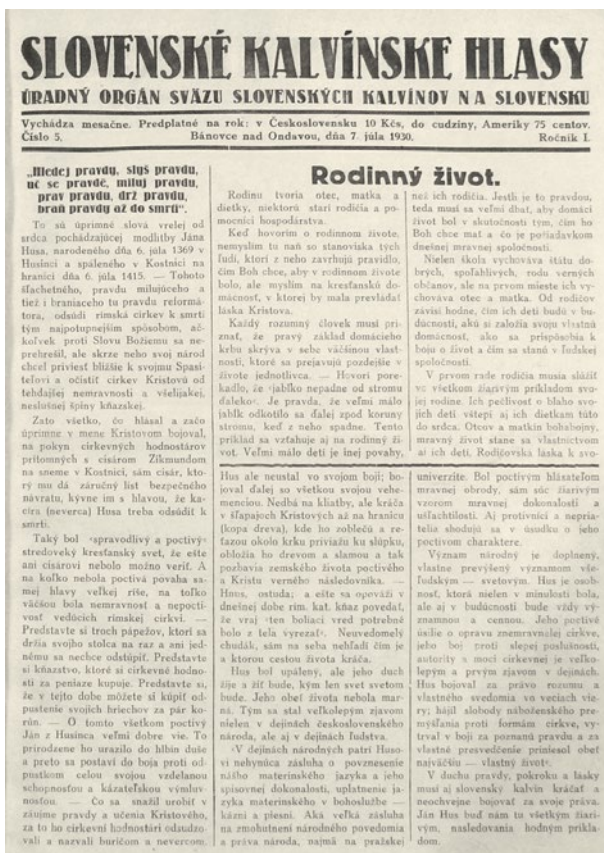 SLOVENSKÉ KALVÍNSKE HLASY
ÚRADNÝ ORGÁN SVÄZU SLOVENSKÝCH KALVÍNOV NA SLOVENSKU
Vychádza mesačne. Predplatné na rok: v Československu 10 Kčs, do cudziny, Ameriky 75 centov.
Číslo 5. Bánovce nad Ondavou, dňa 7. júla 1930. Ročník I.
„Hledej pravdu, slyš pravdu,
uč se pravdě, miluj pravdu,
prav pravdu, drž pravdu,
braň pravdu až do smrti“.
To sú úprimné slová vrelej od
srdca pochádzajúcej modlitby Jána
Husa, narodeného dňa 6. júla 1369 v
Husinci a spáleného v Kostnici na
hranici dňa 6. júla 1415. — Tohoto
šľachetného, pravdu milujúceho a
tiež i braniaceho tu pravdu reformá-
tora, odsúdi rimská cirkev k smrti
tým najpotupnejším spôsobom, ač-
koľvek proti Slovu Božiemu sa ne-
prehrešil, ale skrze neho svoj národ
chcel priviesť bližšie k svojmu Spasi-
teľovi a očistiť cirkev Kristovú od
tehdajšej nemravnosti a všelijakej,
neslušnej špiny kňazskej.
Zato všetko, čo hlásal a začo
úprimne v mene Kristovom bojoval,
na pokyn cirkevných hodnostárov
prítomných s cisárom Zikmundom
na sneme v Kostnici, sám cisár, kto-
rý mu dá záručný list bezpečného
návratu, kývne im s hlavou, že ka-
círa (neverca) Husa treba odsúdiť k
smrti.
Taký bol «spravodlivý a poctivý»
stredoveký kresťanský svet, že ešte
ani cisárovi nebolo možno veriť. A
na koľko nebola poctivá povaha sa-
mej hlavy veľkej ríše, na toľko
väčšou bola nemravnosť a nepocti-
vosť vedúcich rimskej cirkvi. —
Predstavte si troch pápežov, ktorí sa
držia svojho stolca na raz a ani jed-
nému sa nechce odstúpiť. Predstavte
si kňazstvo, ktoré si cirkevné hodno-
sti za peniaze kupuje. Predstavte si,
že v tejto dobe môžete si kúpiť od-
pustenie svojich hriechov za pár ko-
rún. — O tomto všetkom poctivý
Ján z Husinca veľmi dobre vie. To
prirodzene ho urazilo do hlbín duše
a preto sa postaví do boja proti od-
pustkom celou svojou vzdelanou
schopnosťou a kázateľskou výmluv-
nosťou. — Čo sa snažil urobiť v
záujme pravdy a učenia Kristového,
za to ho cirkevní hodnostári odsudzo-
vali a nazvali buričom a nevercom.
Rodinný život.
Rodinu tvoria otec, matka a
dietky, niektorú starí rodičia a po-
mocníci hospodárstva.
Keď hovorím o rodinnom živote,
nemyslím tu naň so stanoviska tých
ľudí, ktorí z neho zavrhujú pravidlo,
čím Boh chce, aby v rodinnom živote
bolo, ale myslím na kresťanskú do-
mácnosť, v ktorej by mala prevládať
láska Kristova.
Každý rozumný človek musí pri-
znať, že pravý základ domáceho
krbu skrýva v sebe väčšinou vlast-
nosti, ktoré sa prejavujú pozdejšie v
živote jednotlivca. — Hovorí pore-
kadlo, že «jablko nepadne od stromu
ďaleko». Je pravda, že veľmi málo
jabĺk odkotilo sa ďalej zpod koruny
stromu, keď z neho spadne. Tento
príklad sa vzťahuje aj na rodinný ži-
vot. Veľmi málo detí je inej povahy,
než ich rodičia. Jestli je to pravdou,
teda musí sa veľmi dbať, aby domáci
život bol v skutočnosti tým, čím ho
Boh chce mať a čo je požiadavkom
dnešnej mravnej spoločnosti.
Nielen škola vychováva štátu do-
brých, spoľahlivých, rodu verných
občanov, ale na prvom mieste ich vy-
chováva otec a matka. Od rodičov
závisí hodne, čím ich deti budú v bu-
dúcnosti, akú si založia svoju vlastnú
domácnosť, ako sa prispôsobia k
boju o život a čím sa stanú v ľudskej
spoločnosti.
V prvom rade rodičia musia slúžiť
vo všetkom žiarivým príkladom svo-
jej rodine. Ich pečlivosť o blaho svo-
jich detí vštepí aj ich dietkam túto
do srdca. Otcov a matkin bohabojný,
mravný život stane sa vlastníctvom
aj ich detí. Rodičovská láska k svo-
Hus ale neustal vo svojom boji; bo-
joval ďalej so všetkou svojou vehe-
menciou. Nedbá na kliatby, ale kráča
v šľapajoch Kristových až na hranicu
(kopa dreva), kde ho zoblečú a re-
ťazou okolo krku priviažu ku slúpku,
obložia ho drevom a slamou a tak
pozbavia zemského života poctivého
a Kristu verného následovníka. —
Hnus, ostuda; a ešte sa opováži v
dnešnej dobe rím. kat. kňaz povedať,
že vraj «ten boliaci vred potrebné
bolo z tela vyrezať». Neuvedomelý
chudák, sám na seba nehľadí čím je
a ktorou cestou života kráča.
Hus bol upálený, ale jeho duch
žije a žiť bude, kým len svet svetom
bude. Jeho obeť života nebola mar-
ná. Tým sa stal veľkolepým zjavom
nielen v dejinách československého
národa, ale aj v dejinách ľudstva.
«V dejinách národných patrí Huso-
vi nehynúca zásluha o povznesenie
nášho materinského jazyka a jeho
spisovnej dokonalosti, uplatnenie ja-
zyka materinského v bohoslužbe —
kázni a piesni. Aká veľká zásluha
na zmohutnení národného povedomia
a práva národa, najmä na pražskej
univerzite. Bol poctivým hlásateľom
mravnej obrody, sám súc žiarivým
vzorom mravnej dokonalosti a
ušľachtilosti. Aj protivníci a nepria-
telia shodujú sa v úsudku o jeho
poctivom charaktere.
Význam národný je doplnený,
vlastne prevýšený významom vše-
ľudským — svetovým. Hus je osob-
nosť, ktorá nielen v minulosti bola,
ale aj v budúcnosti bude vždy vý-
znamnou a cennou. Jeho poctivé
úsilie o opravu znemravnalej cirkve,
jeho boj proti slepej poslušnosti,
autority a moci cirkevnej je veľko-
lepým a prvým zjavom v dejinách.
Hus bojoval za právo rozumu a
vlastného svedomia vo veciach vie-
ry; hájil slobody náboženského pre-
mýšľania proti formám cirkve, vy-
trval v boji za poznanú pravdu a za
vlastné presvedčenie priniesol obeť
najväčšiu — vlastný život».
V duchu pravdy, pokroku a lásky
musí aj slovenský kalvín kráčať a
neochvejne bojovať za svoje práva.
Ján Hus buď nám tu všetkým žiari-
vým, nasledovania hodným príkla-
dom.